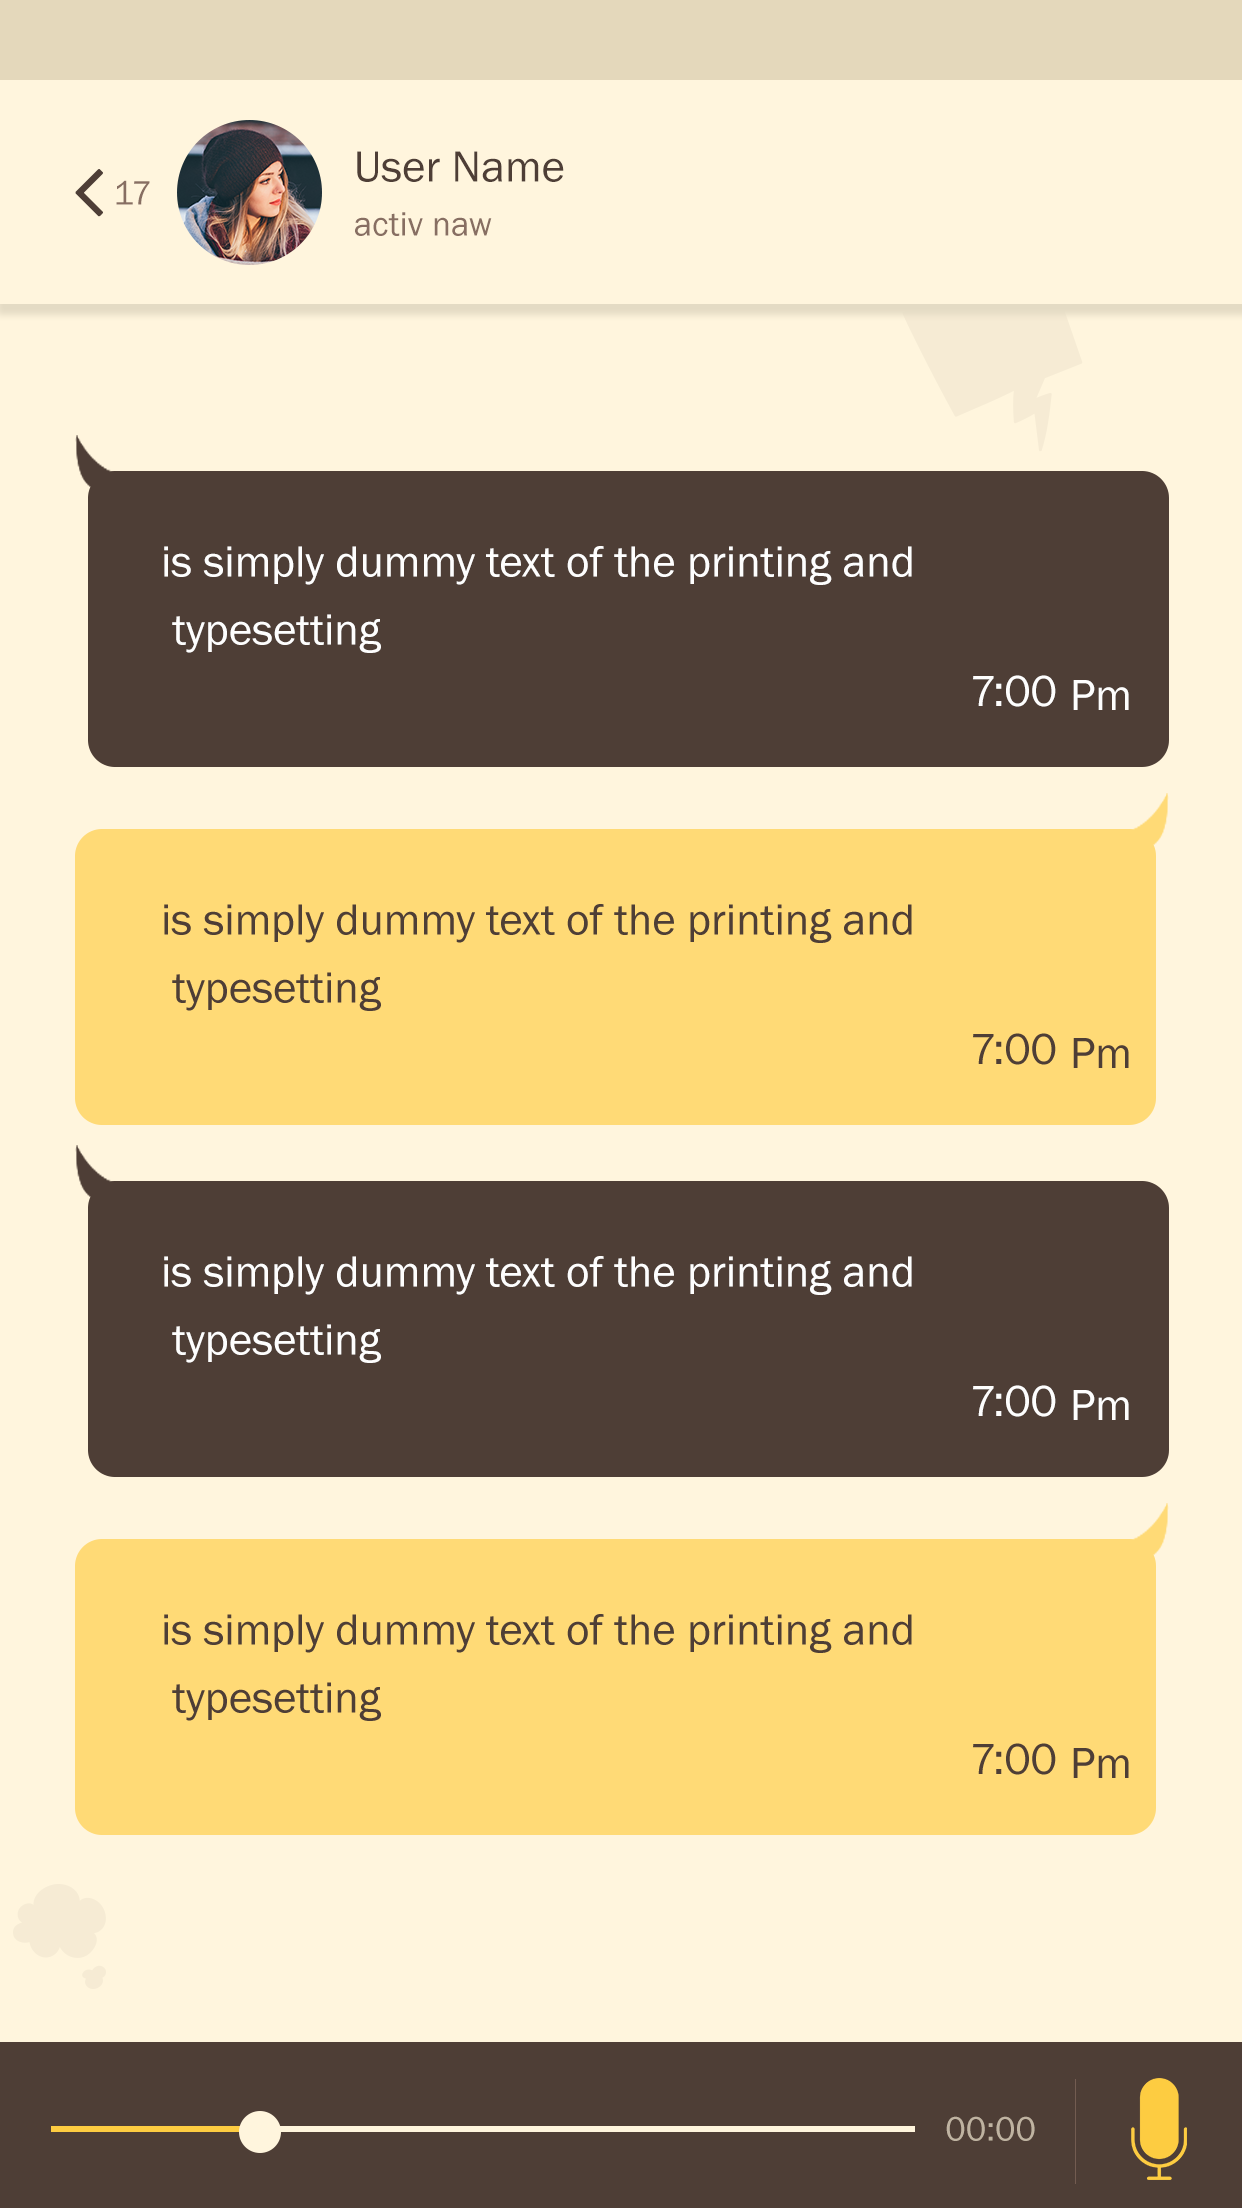 17
User Name
activ naw
is simply dummy text of the printing and
typesetting
7:00 Pm
is simply dummy text of the printing and
typesetting
7:00 Pm
is simply dummy text of the printing and
typesetting
7:00 Pm
is simply dummy text of the printing and
typesetting
7:00 Pm
00:00